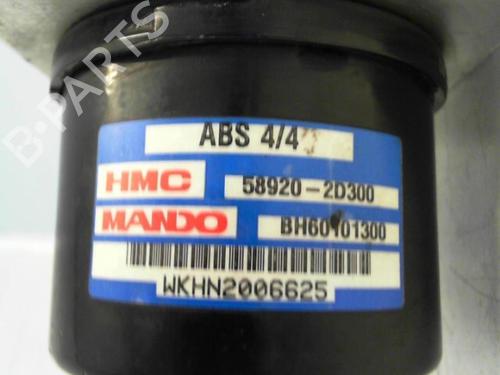 B-PARTS
ABS 4/4
HMC 58920-2D300
MANDO BH60101300
WKHN2006625